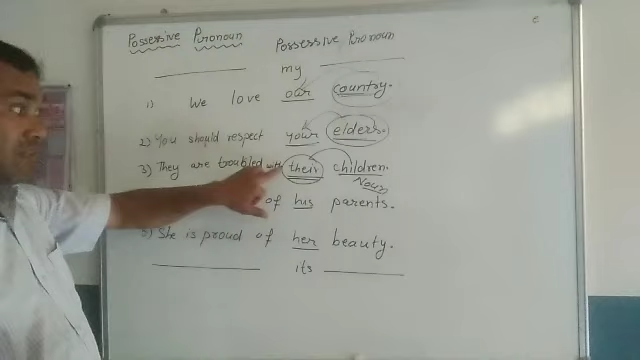 Possessive Pronoun
Possessive Pronoun
my
1) We love our country.
2) You should respect your elders.
3) They are troubled with their children.
Noun
of his parents.
5) She is proud of her beauty.
its